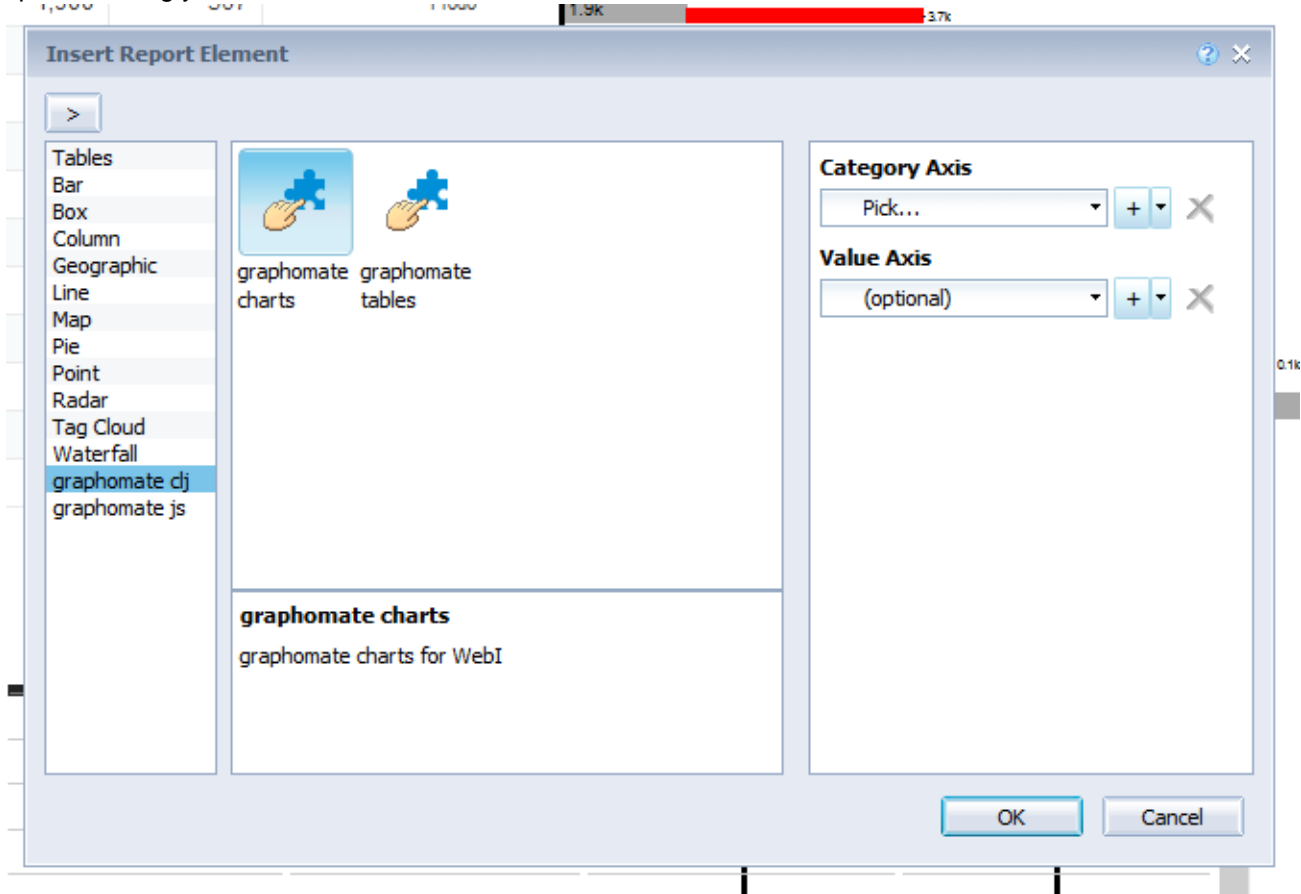 1.9k
3.7k
Insert Report Element
>
Tables
Bar
Box
Column
Geographic
Line
Map
Pie
Point
Radar
Tag Cloud
Waterfall
graphomate clj
graphomate js
graphomate charts
graphomate tables
graphomate charts
graphomate charts for WebI
Category Axis
Pick...
+
Value Axis
(optional)
+
0.1k
OK
Cancel